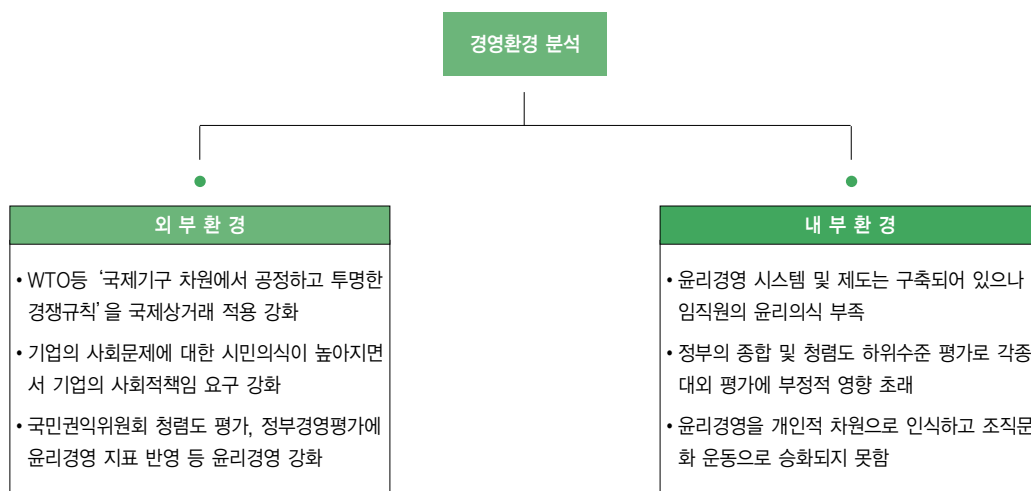 경영환경 분석
외 부 환 경
• WTO등 ‘국제기구 차원에서 공정하고 투명한
경쟁규칙’을 국제상거래 적용 강화
• 기업의 사회문제에 대한 시민의식이 높아지면
서 기업의 사회적책임 요구 강화
• 국민권익위원회 청렴도 평가, 정부경영평가에
윤리경영 지표 반영 등 윤리경영 강화
내 부 환 경
• 윤리경영 시스템 및 제도는 구축되어 있으나
임직원의 윤리의식 부족
• 정부의 종합 및 청렴도 하위수준 평가로 각종
대외 평가에 부정적 영향 초래
• 윤리경영을 개인적 차원으로 인식하고 조직문
화 운동으로 승화되지 못함